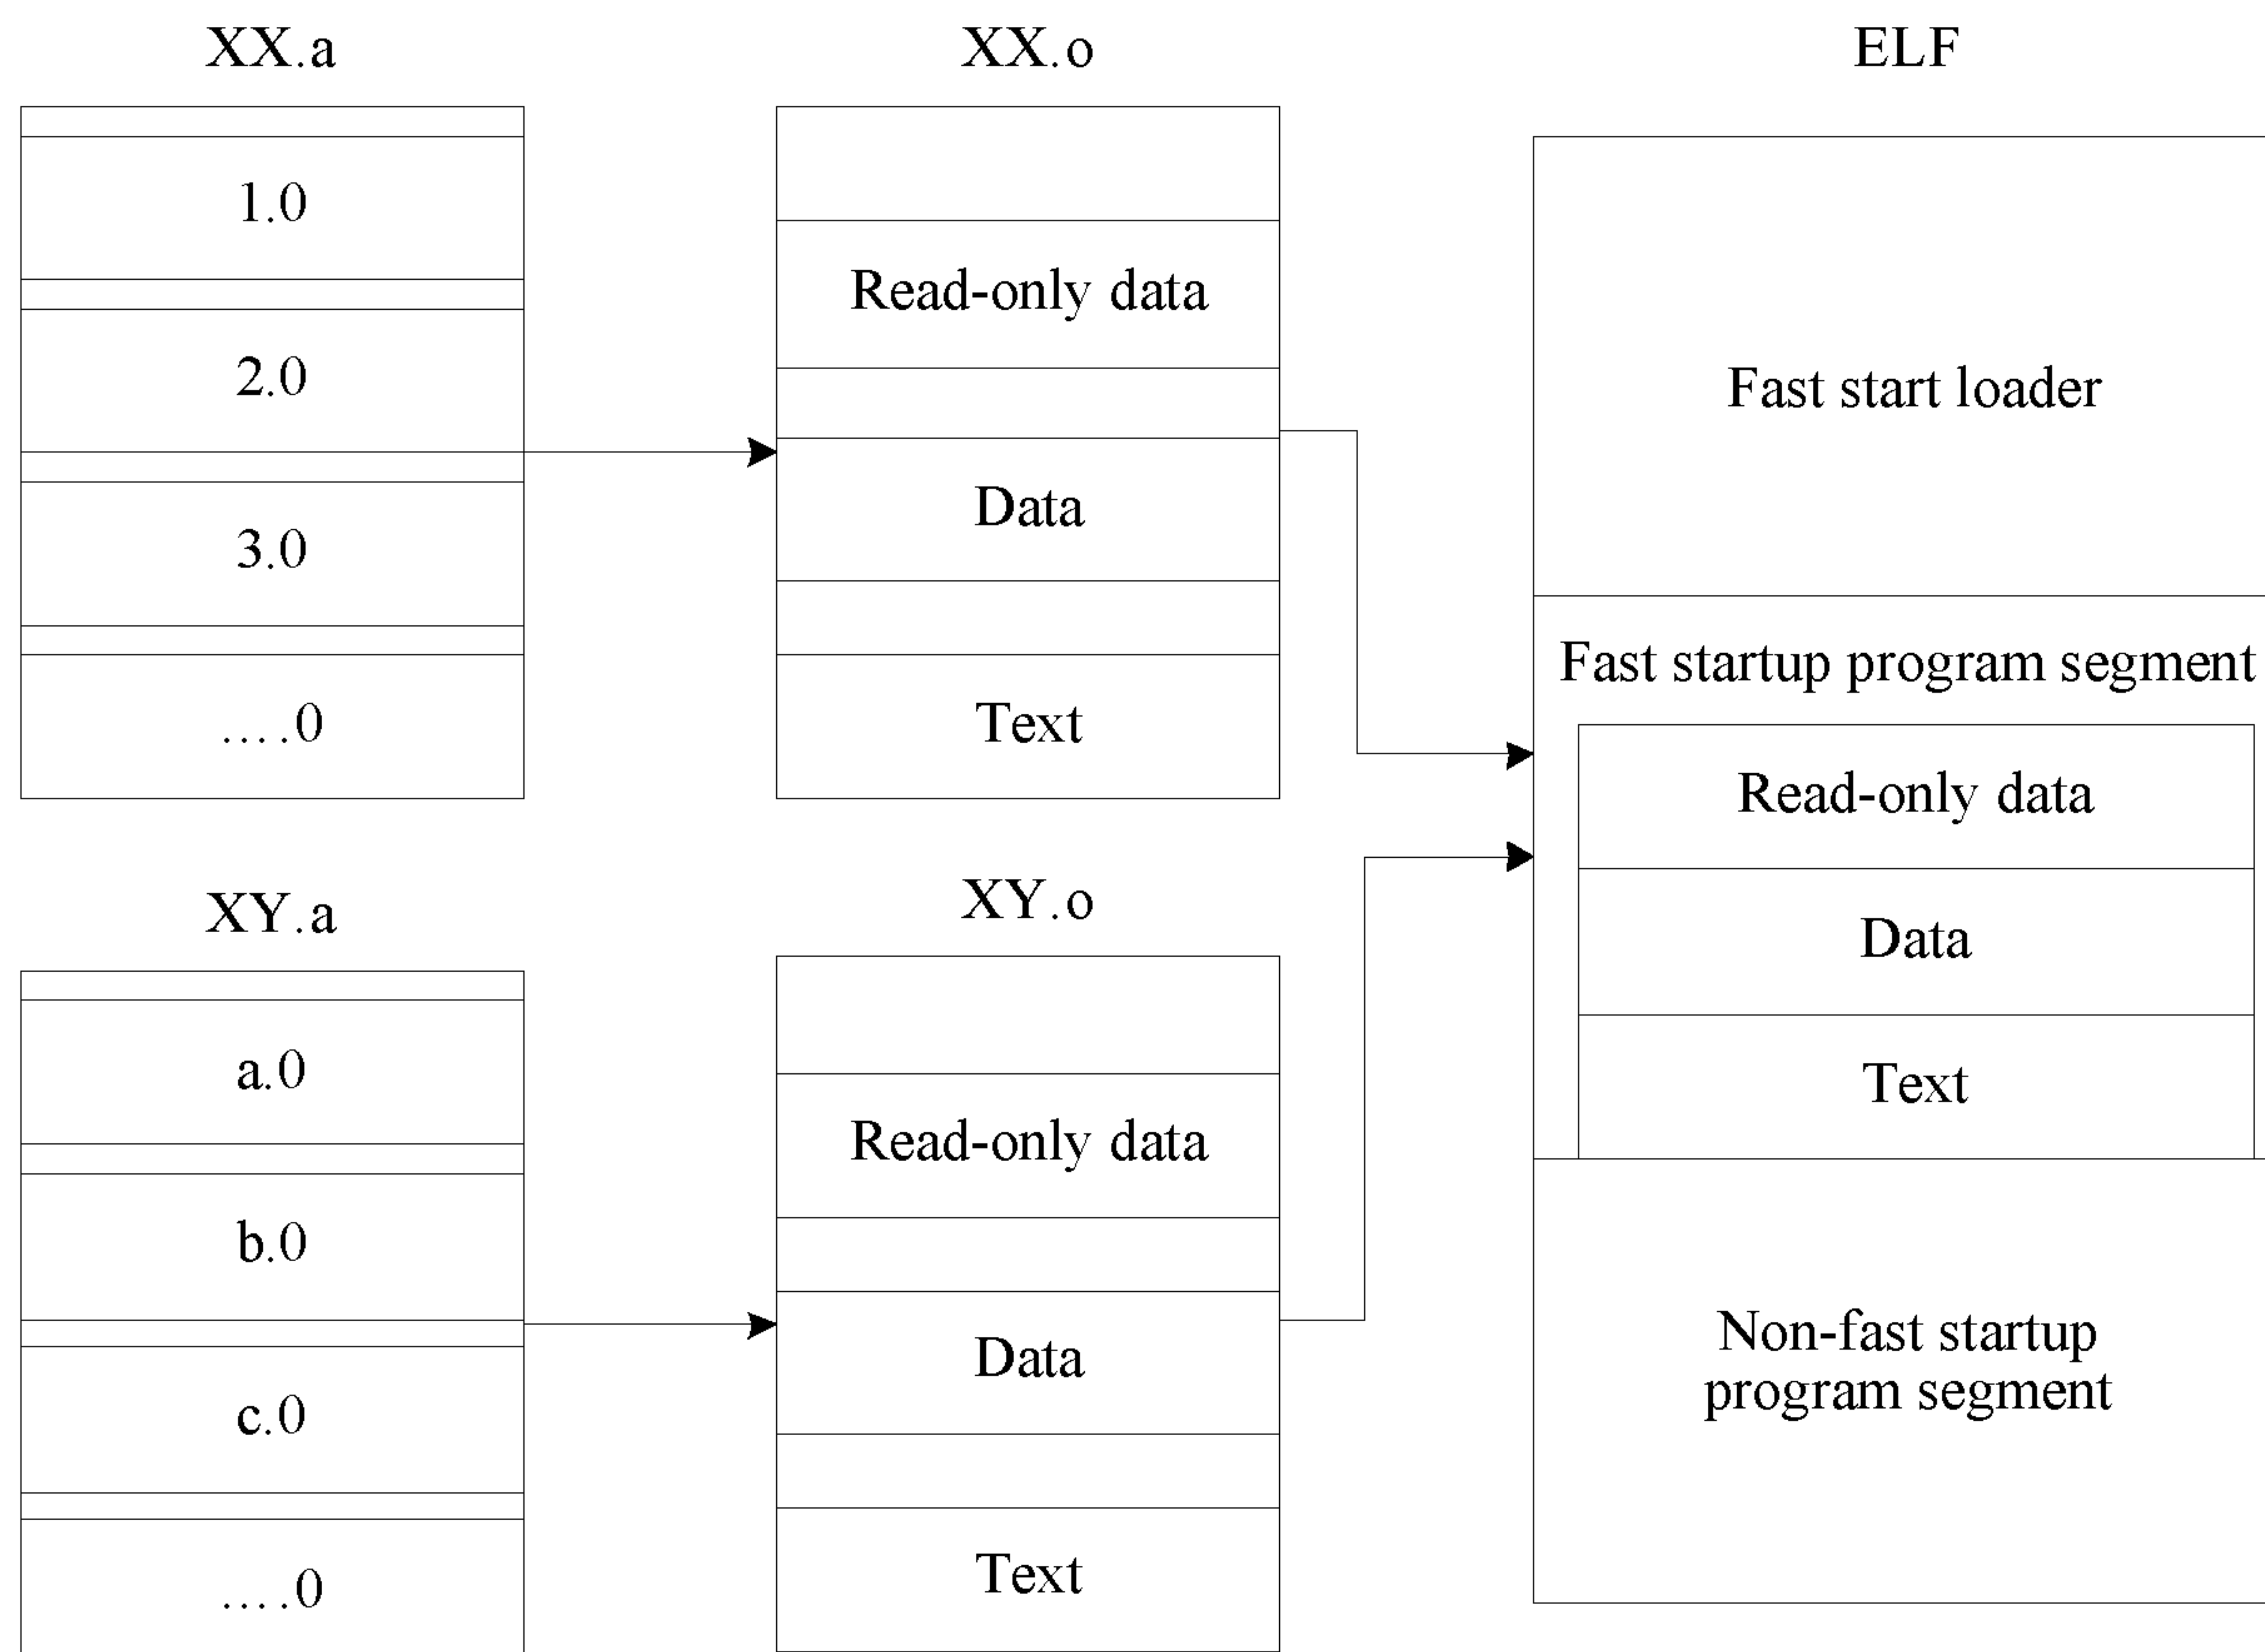 XX.a
1.0
2.0
3.0
....0
XY.a
a.0
b.0
c.0
....0
XX.o
Read-only data
Data
Text
XY.o
Read-only data
Data
Text
ELF
Fast start loader
Fast startup program segment
Read-only data
Data
Text
Non-fast startup
program segment